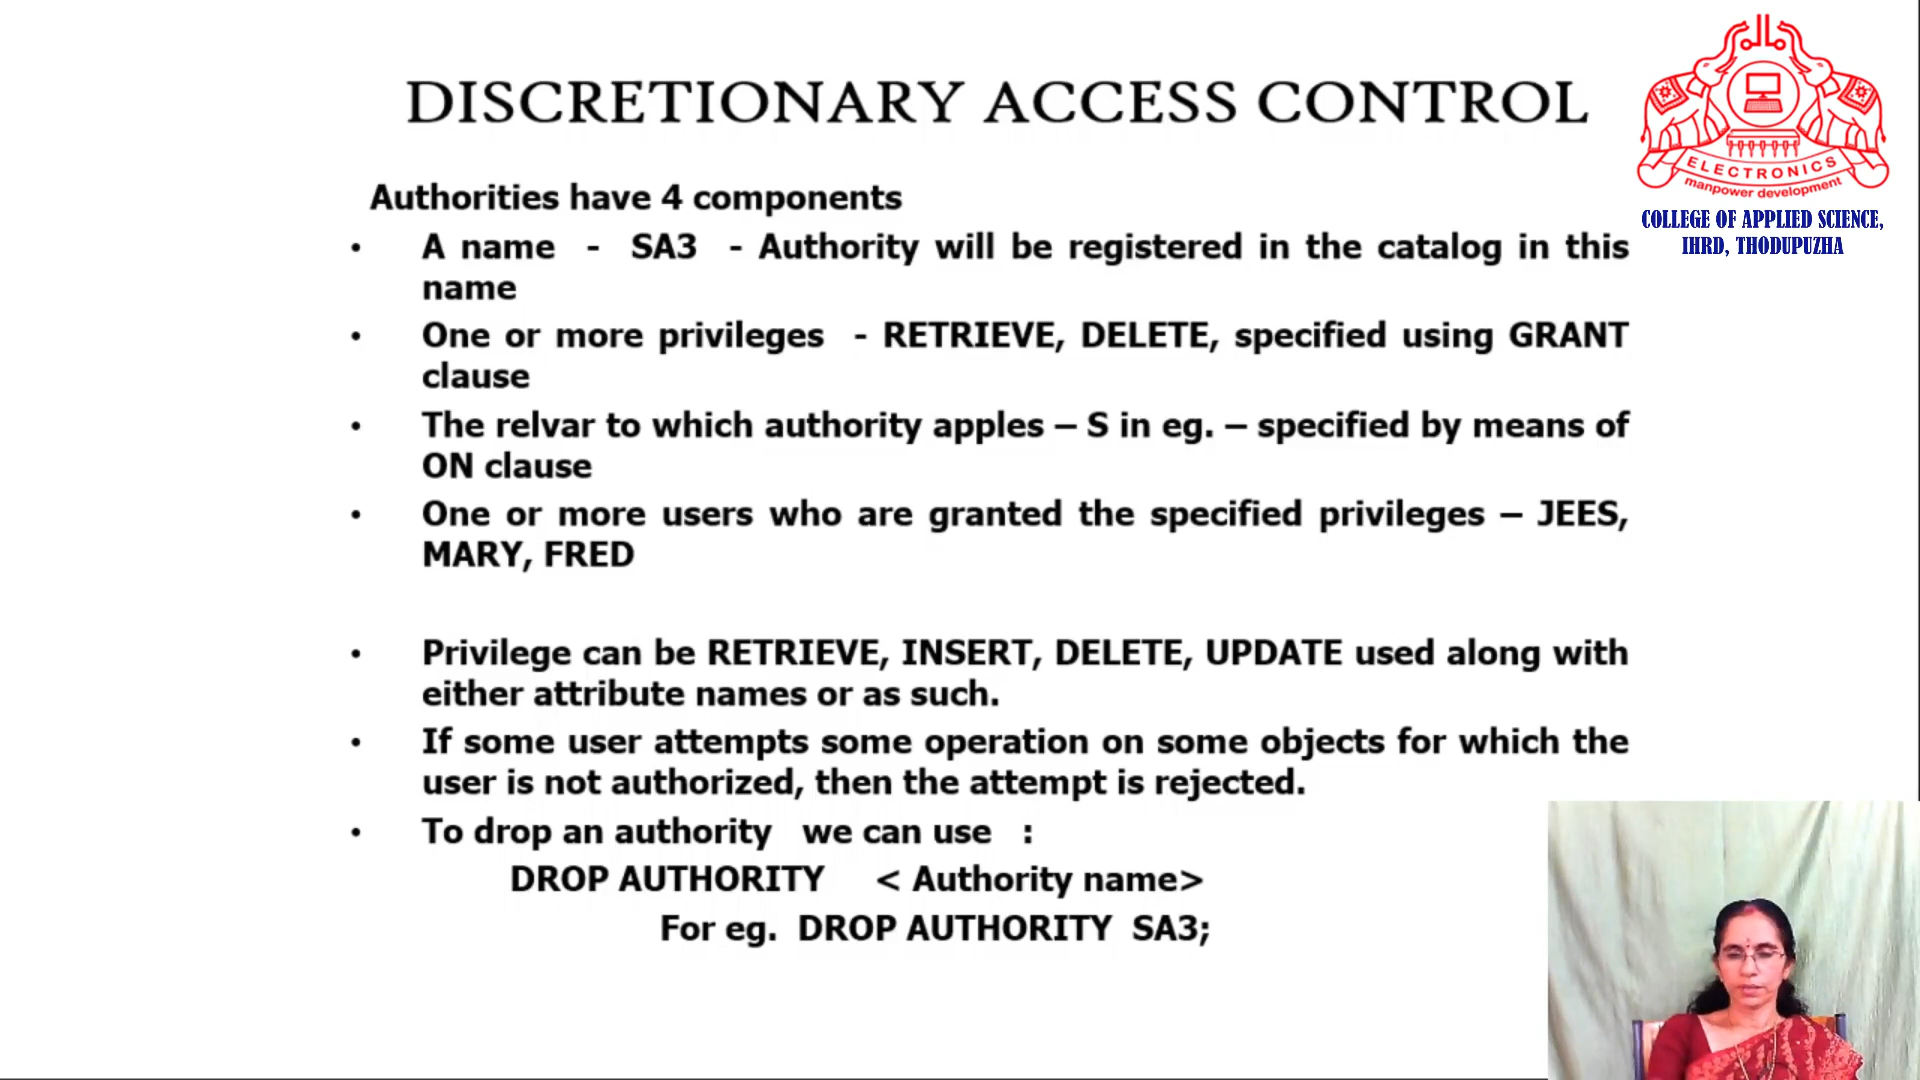 DISCRETIONARY ACCESS CONTROL
ELECTRONICS
manpower development
COLLEGE OF APPLIED SCIENCE,
IHRD, THODUPUZHA
Authorities have 4 components
• A name - SA3 - Authority will be registered in the catalog in this
name
• One or more privileges - RETRIEVE, DELETE, specified using GRANT
clause
• The relvar to which authority apples – S in eg. – specified by means of
ON clause
• One or more users who are granted the specified privileges – JEES,
MARY, FRED
• Privilege can be RETRIEVE, INSERT, DELETE, UPDATE used along with
either attribute names or as such.
• If some user attempts some operation on some objects for which the
user is not authorized, then the attempt is rejected.
• To drop an authority we can use :
DROP AUTHORITY < Authority name>
For eg. DROP AUTHORITY SA3;